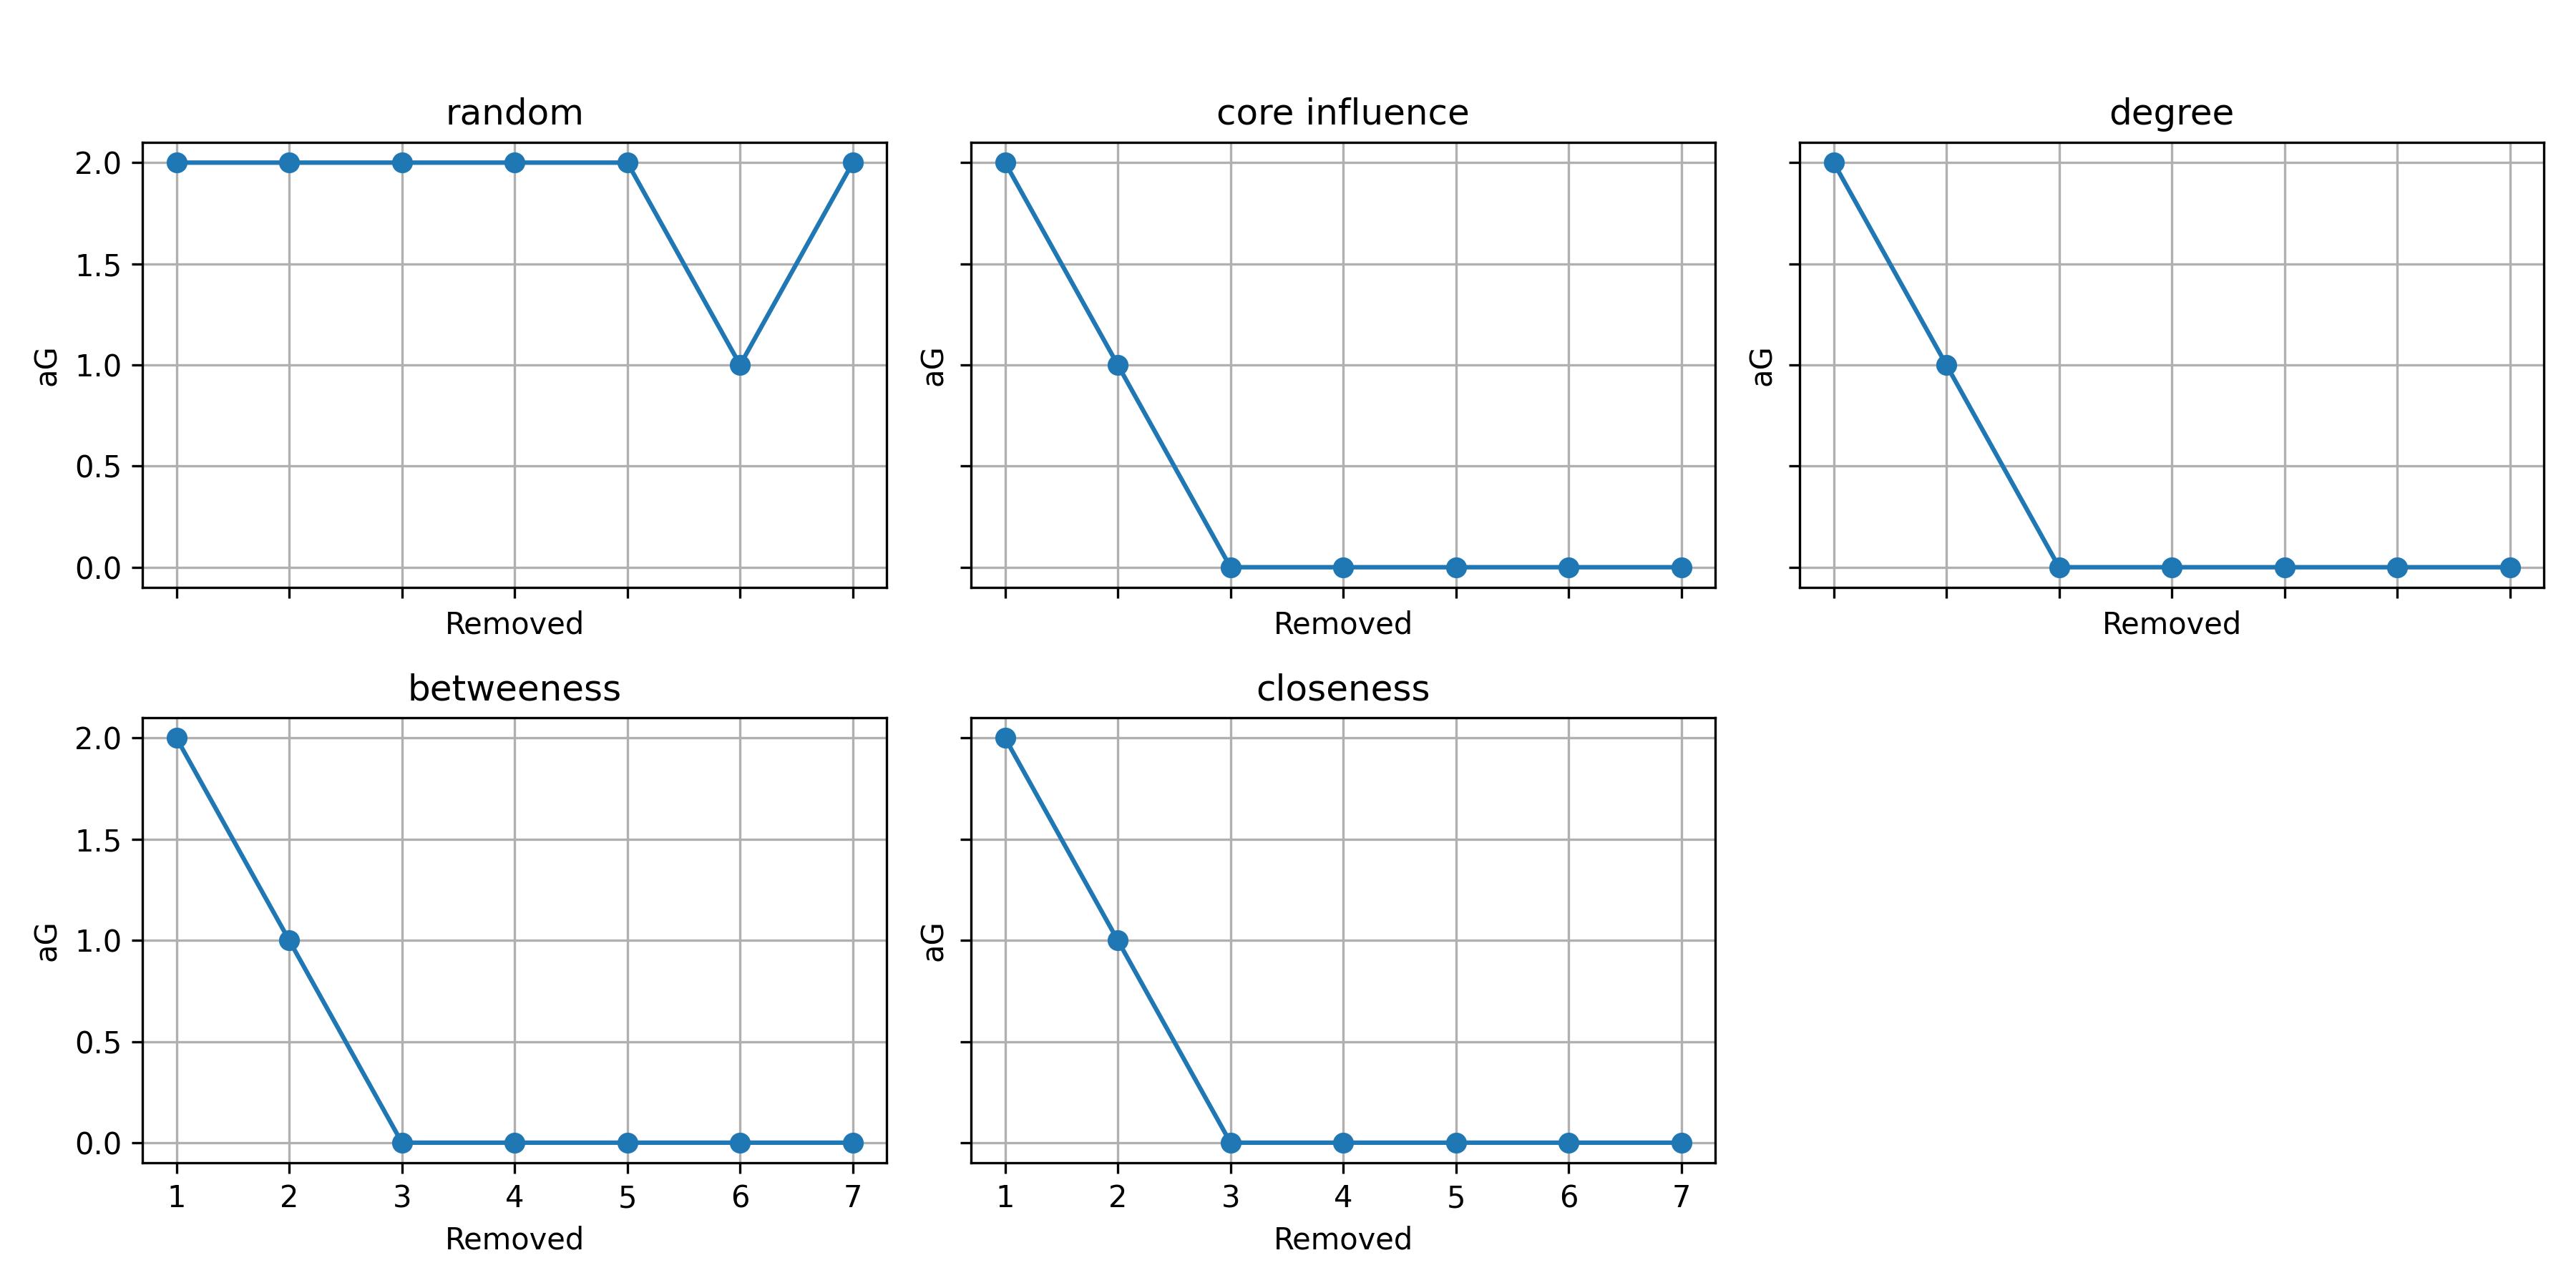 random
core influence
degree
2.0
1.5
1.0
0.5
0.0
aG
aG
aG
Removed
Removed
Removed
betweeness
closeness
2.0
1.5
1.0
0.5
0.0
aG
aG
1 2 3 4 5 6 7
1 2 3 4 5 6 7
Removed
Removed